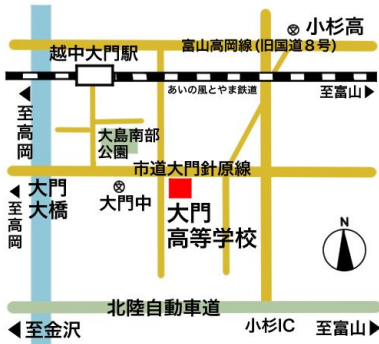 小杉高
越中大門駅
富山高岡線(旧国道8号)
あいの風とやま鉄道
至高岡
至富山
大島南部
公園
市道大門針原線
大門
大橋
至高岡
大門中
大門
高等学校
N
北陸自動車道
至金沢
小杉IC
至富山